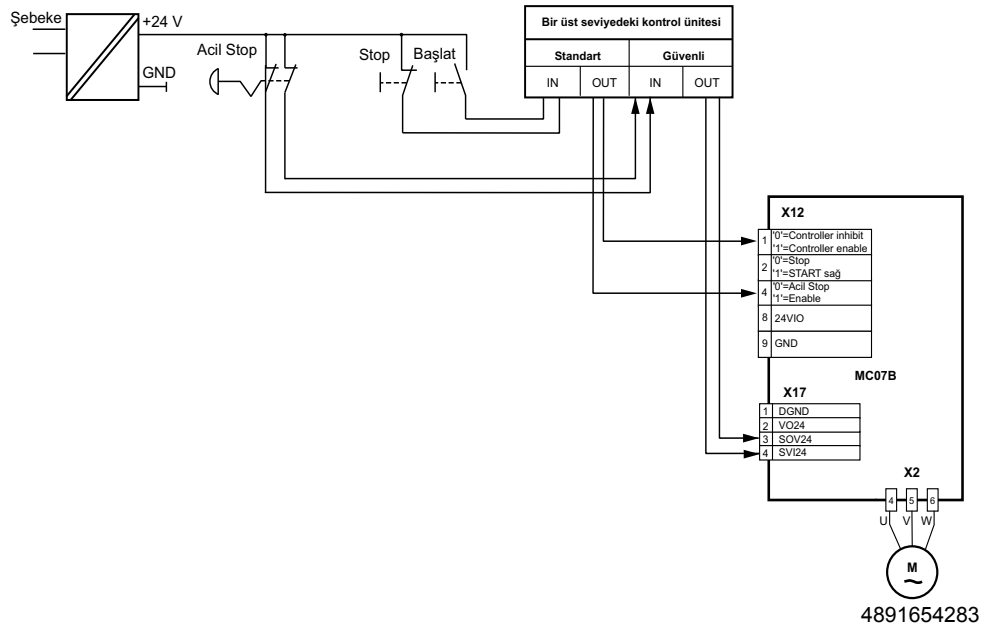 Şebeke
+24 V
GND
Acil Stop
Stop
Başlat
Bir üst seviyedeki kontrol ünitesi
Standart
Güvenli
IN
OUT
IN
OUT
X12
1
'0'=Controller inhibit
'1'=Controller enable
2
'0'=Stop
'1'=START sağ
4
'0'=Acil Stop
'1'=Enable
8
24VIO
9
GND
MC07B
X17
1
DGND
2
VO24
3
SOV24
4
SVI24
X2
4
5
6
U
V
W
M
~
4891654283